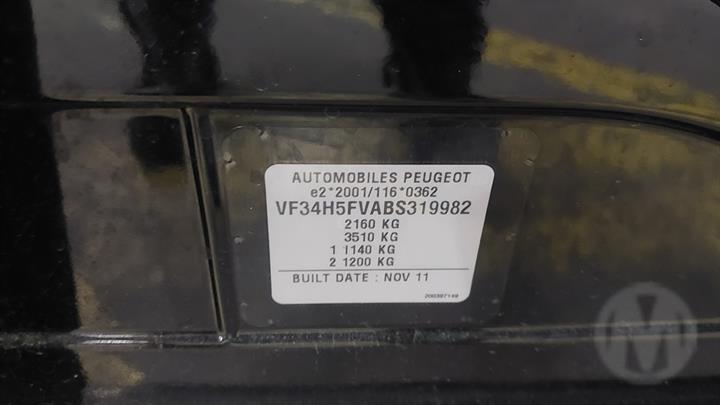 AUTOMOBILES PEUGEOT
e2*2001/116*0362
VF34H5FVABS319982
2160 KG
3510 KG
1 1140 KG
2 1200 KG
BUILT DATE : NOV 11
200397149
M